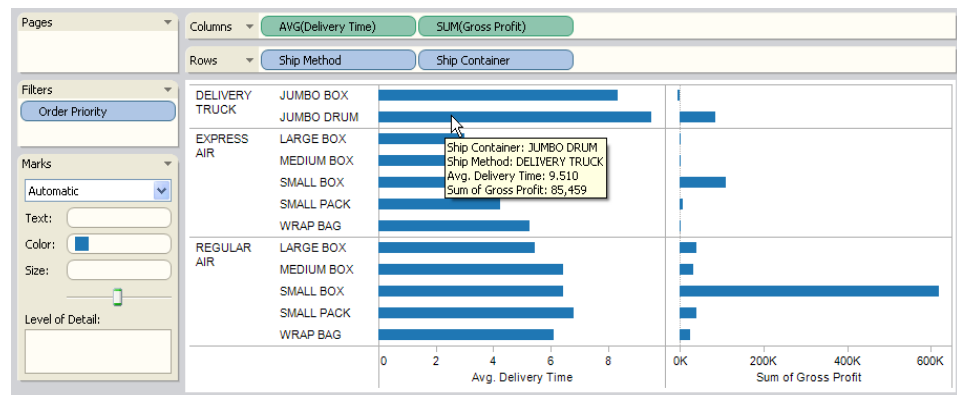 Pages
Columns AVG(Delivery Time) SUM(Gross Profit)
Rows Ship Method Ship Container
Filters
Order Priority
Marks
Automatic
Text:
Color:
Size:
Level of Detail:
DELIVERY
TRUCK
JUMBO BOX
JUMBO DRUM
EXPRESS
AIR
LARGE BOX
MEDIUM BOX
SMALL BOX
SMALL PACK
WRAP BAG
REGULAR
AIR
LARGE BOX
MEDIUM BOX
SMALL BOX
SMALL PACK
WRAP BAG
Ship Container: JUMBO DRUM
Ship Method: DELIVERY TRUCK
Avg. Delivery Time: 9.510
Sum of Gross Profit: 85,459
0 2 4 6 8
Avg. Delivery Time
0K 200K 400K 600K
Sum of Gross Profit